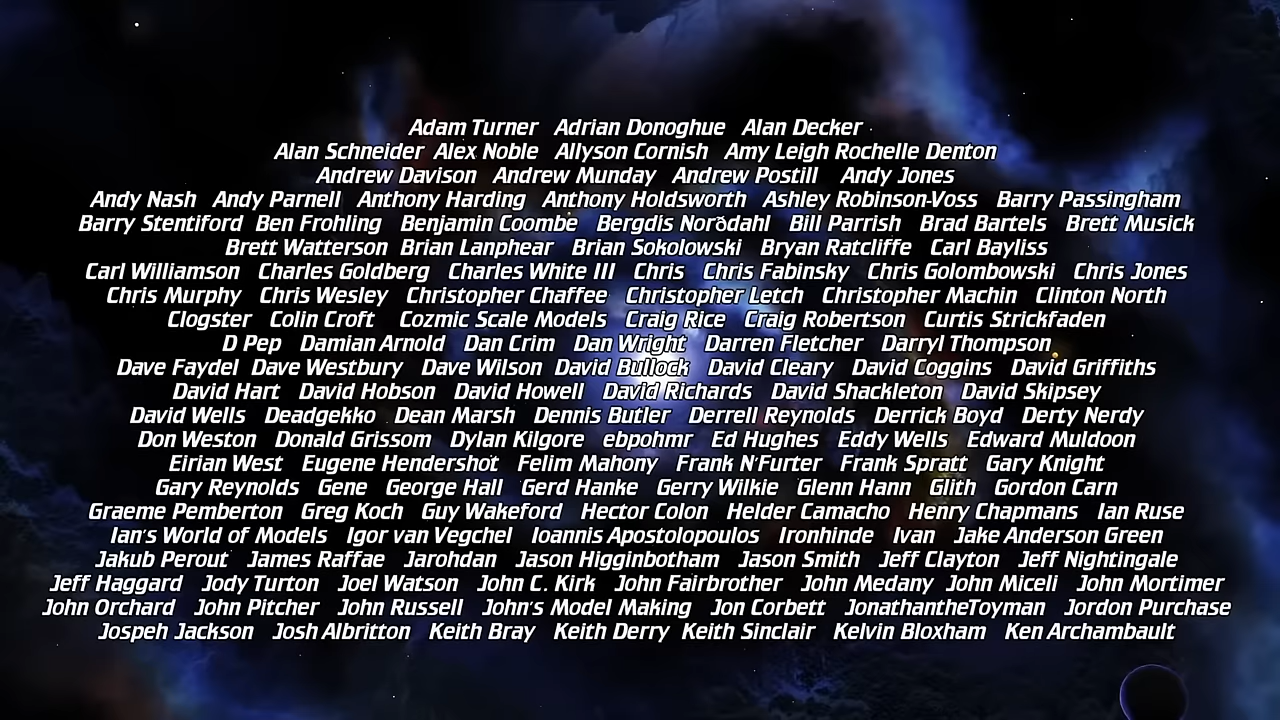 Adam Turner Adrian Donoghue Alan Decker
Alan Schneider Alex Noble Allyson Cornish Amy Leigh Rochelle Denton
Andrew Davison Andrew Munday Andrew Postill Andy Jones
Andy Nash Andy Parnell Anthony Harding Anthony Holdsworth Ashley Robinson-Voss Barry Passingham
Barry Stentiford Ben Frohling Benjamin Coombe Bergdis Norðdahl Bill Parrish Brad Bartels Brett Musick
Brett Watterson Brian Lanphear Brian Sokolowski Bryan Ratcliffe Carl Bayliss
Carl Williamson Charles Goldberg Charles White III Chris Chris Fabinsky Chris Golombowski Chris Jones
Chris Murphy Chris Wesley Christopher Chaffee Christopher Letch Christopher Machin Clinton North
Clogster Colin Croft Cozmic Scale Models Craig Rice Craig Robertson Curtis Strickfaden
D Pep Damian Arnold Dan Crim Dan Wright Darren Fletcher Darryl Thompson
Dave Faydel Dave Westbury Dave Wilson David Bullock David Cleary David Coggins David Griffiths
David Hart David Hobson David Howell David Richards David Shackleton David Skipsey
David Wells Deadgekko Dean Marsh Dennis Butler Derrell Reynolds Derrick Boyd Derty Nerdy
Don Weston Donald Grissom Dylan Kilgore ebpohmr Ed Hughes Eddy Wells Edward Muldoon
Eirian West Eugene Hendershot Felim Mahony Frank N'Furter Frank Spratt Gary Knight
Gary Reynolds Gene George Hall Gerd Hanke Gerry Wilkie Glenn Hann Glith Gordon Carn
Graeme Pemberton Greg Koch Guy Wakeford Hector Colon Helder Camacho Henry Chapmans Ian Ruse
Ian's World of Models Igor van Vegchel Ioannis Apostolopoulos Ironhinde Ivan Jake Anderson Green
Jakub Perout James Raffae Jarohdan Jason Higginbotham Jason Smith Jeff Clayton Jeff Nightingale
Jeff Haggard Jody Turton Joel Watson John C. Kirk John Fairbrother John Medany John Miceli John Mortimer
John Orchard John Pitcher John Russell John's Model Making Jon Corbett JonathantheToyman Jordon Purchase
Jospeh Jackson Josh Albritton Keith Bray Keith Derry Keith Sinclair Kelvin Bloxham Ken Archambault